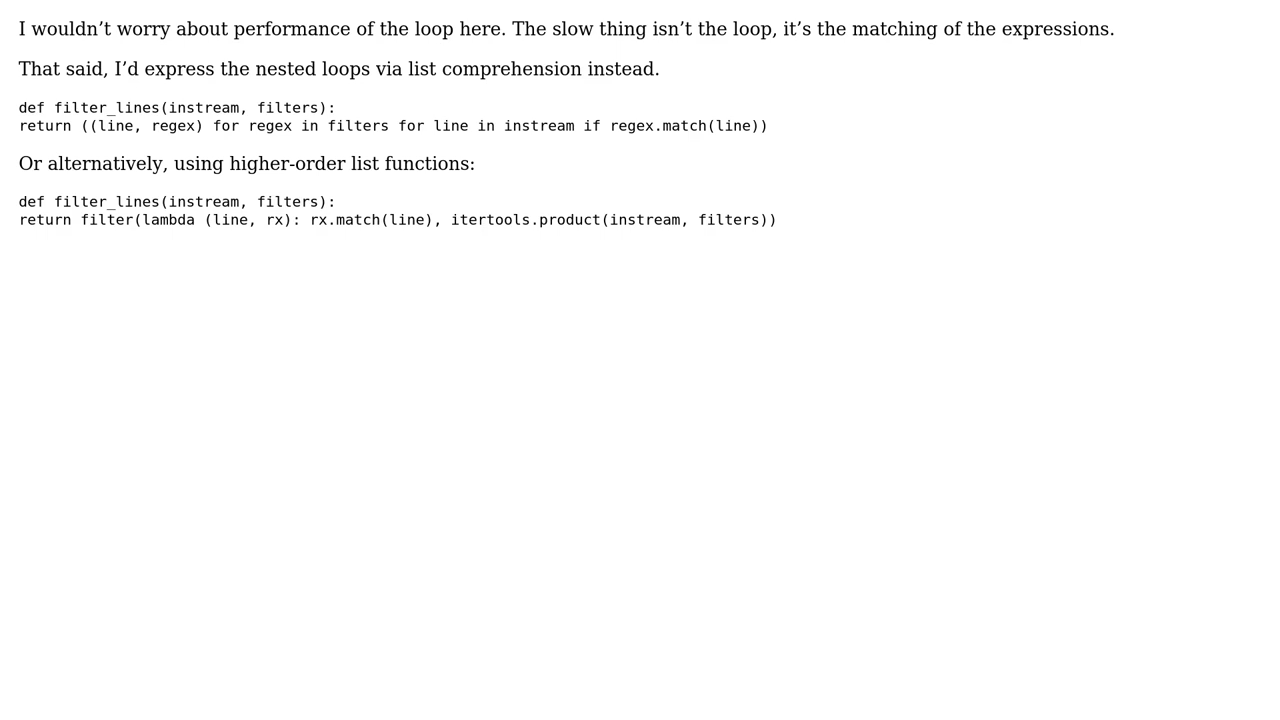 I wouldn’t worry about performance of the loop here. The slow thing isn’t the loop, it’s the matching of the expressions.
That said, I’d express the nested loops via list comprehension instead.
def filter_lines(instream, filters):
return ((line, regex) for regex in filters for line in instream if regex.match(line))
Or alternatively, using higher-order list functions:
def filter_lines(instream, filters):
return filter(lambda (line, rx): rx.match(line), itertools.product(instream, filters))